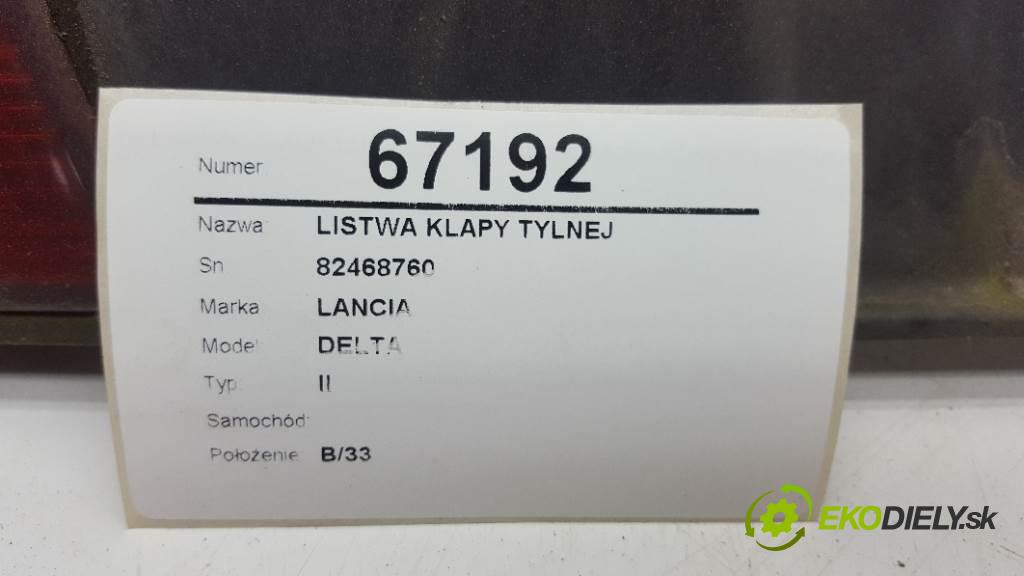 Numer 67192
Nazwa LISTWA KLAPY TYLNEJ
Sn 82468760
Marka LANCIA
Model DELTA
Typ: II
Samochód:
Położenie B/33
EKODIELY.sk